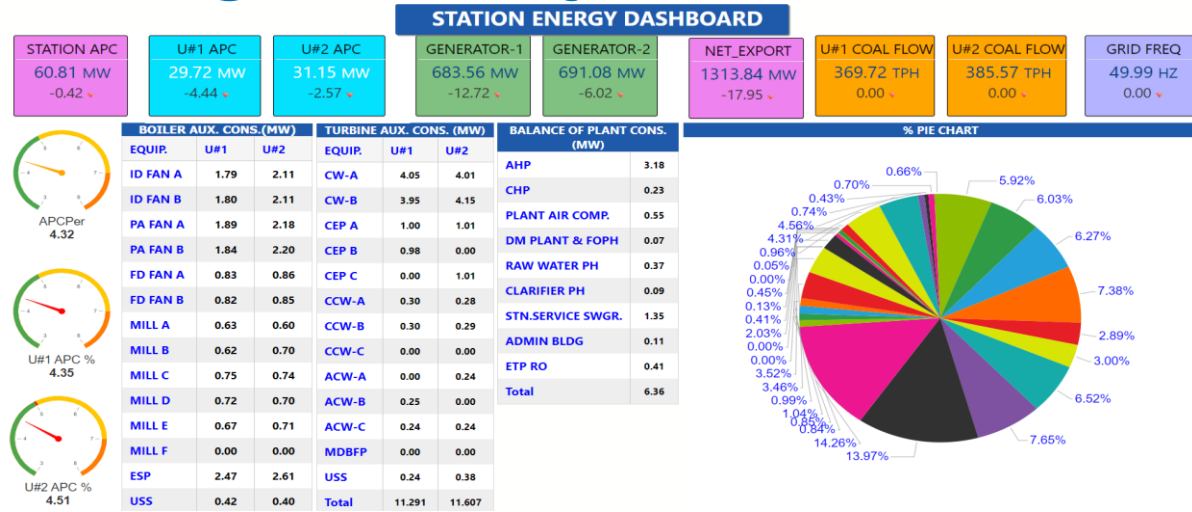 STATION ENERGY DASHBOARD
STATION APC
60.81 MW
-0.42
U#1 APC
29.72 MW
-4.44
U#2 APC
31.15 MW
-2.57
GENERATOR-1
683.56 MW
-12.72
GENERATOR-2
691.08 MW
-6.02
NET_EXPORT
1313.84 MW
-17.95
U#1 COAL FLOW
369.72 TPH
0.00
U#2 COAL FLOW
385.57 TPH
0.00
GRID FREQ
49.99 HZ
0.00
APCPer
4.32
U#1 APC %
4.35
U#2 APC %
4.51
BOILER AUX. CONS.(MW)
EQUIP. U#1 U#2
ID FAN A 1.79 2.11
ID FAN B 1.80 2.11
PA FAN A 1.89 2.18
PA FAN B 1.84 2.20
FD FAN A 0.83 0.86
FD FAN B 0.82 0.85
MILL A 0.63 0.60
MILL B 0.62 0.70
MILL C 0.75 0.74
MILL D 0.72 0.70
MILL E 0.67 0.71
MILL F 0.00 0.00
ESP 2.47 2.61
USS 0.42 0.40
TURBINE AUX. CONS. (MW)
EQUIP. U#1 U#2
CW-A 4.05 4.01
CW-B 3.95 4.15
CEP A 1.00 1.01
CEP B 0.98 0.00
CEP C 0.00 1.01
CCW-A 0.30 0.28
CCW-B 0.30 0.29
CCW-C 0.00 0.00
ACW-A 0.00 0.24
ACW-B 0.25 0.00
ACW-C 0.24 0.24
MDBFP 0.00 0.00
USS 0.24 0.38
Total 11.291 11.607
BALANCE OF PLANT CONS.
(MW)
AHP 3.18
CHP 0.23
PLANT AIR COMP. 0.55
DM PLANT & FOPH 0.07
RAW WATER PH 0.37
CLARIFIER PH 0.09
STN.SERVICE SWGR. 1.35
ADMIN BLDG 0.11
ETP RO 0.41
Total 6.36
% PIE CHART
0.66%
0.70%
0.43%
0.74%
4.56%
4.31%
0.96%
0.05%
0.00%
0.45%
0.13%
0.41%
2.03%
0.00%
0.00%
3.52%
3.46%
0.99%
1.04%
0.85%
0.84%
14.26%
13.97%
5.92%
6.03%
6.27%
7.38%
2.89%
3.00%
6.52%
7.65%